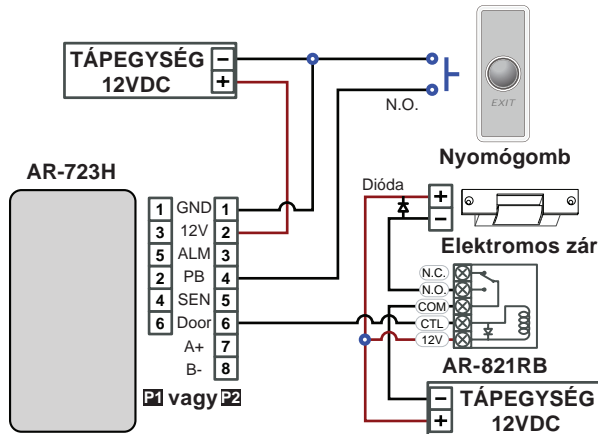 TÁPEGYSÉG −
12VDC +
N.O.
EXIT
Nyomógomb
AR-723H
1 GND 1
3 12V 2
5 ALM 3
2 PB 4
4 SEN 5
6 Door 6
A+ 7
B- 8
P1 vagy P2
Dióda
+
−
Elektromos zár
N.C.
N.O.
COM
CTL
12V
AR-821RB
− TÁPEGYSÉG
+ 12VDC